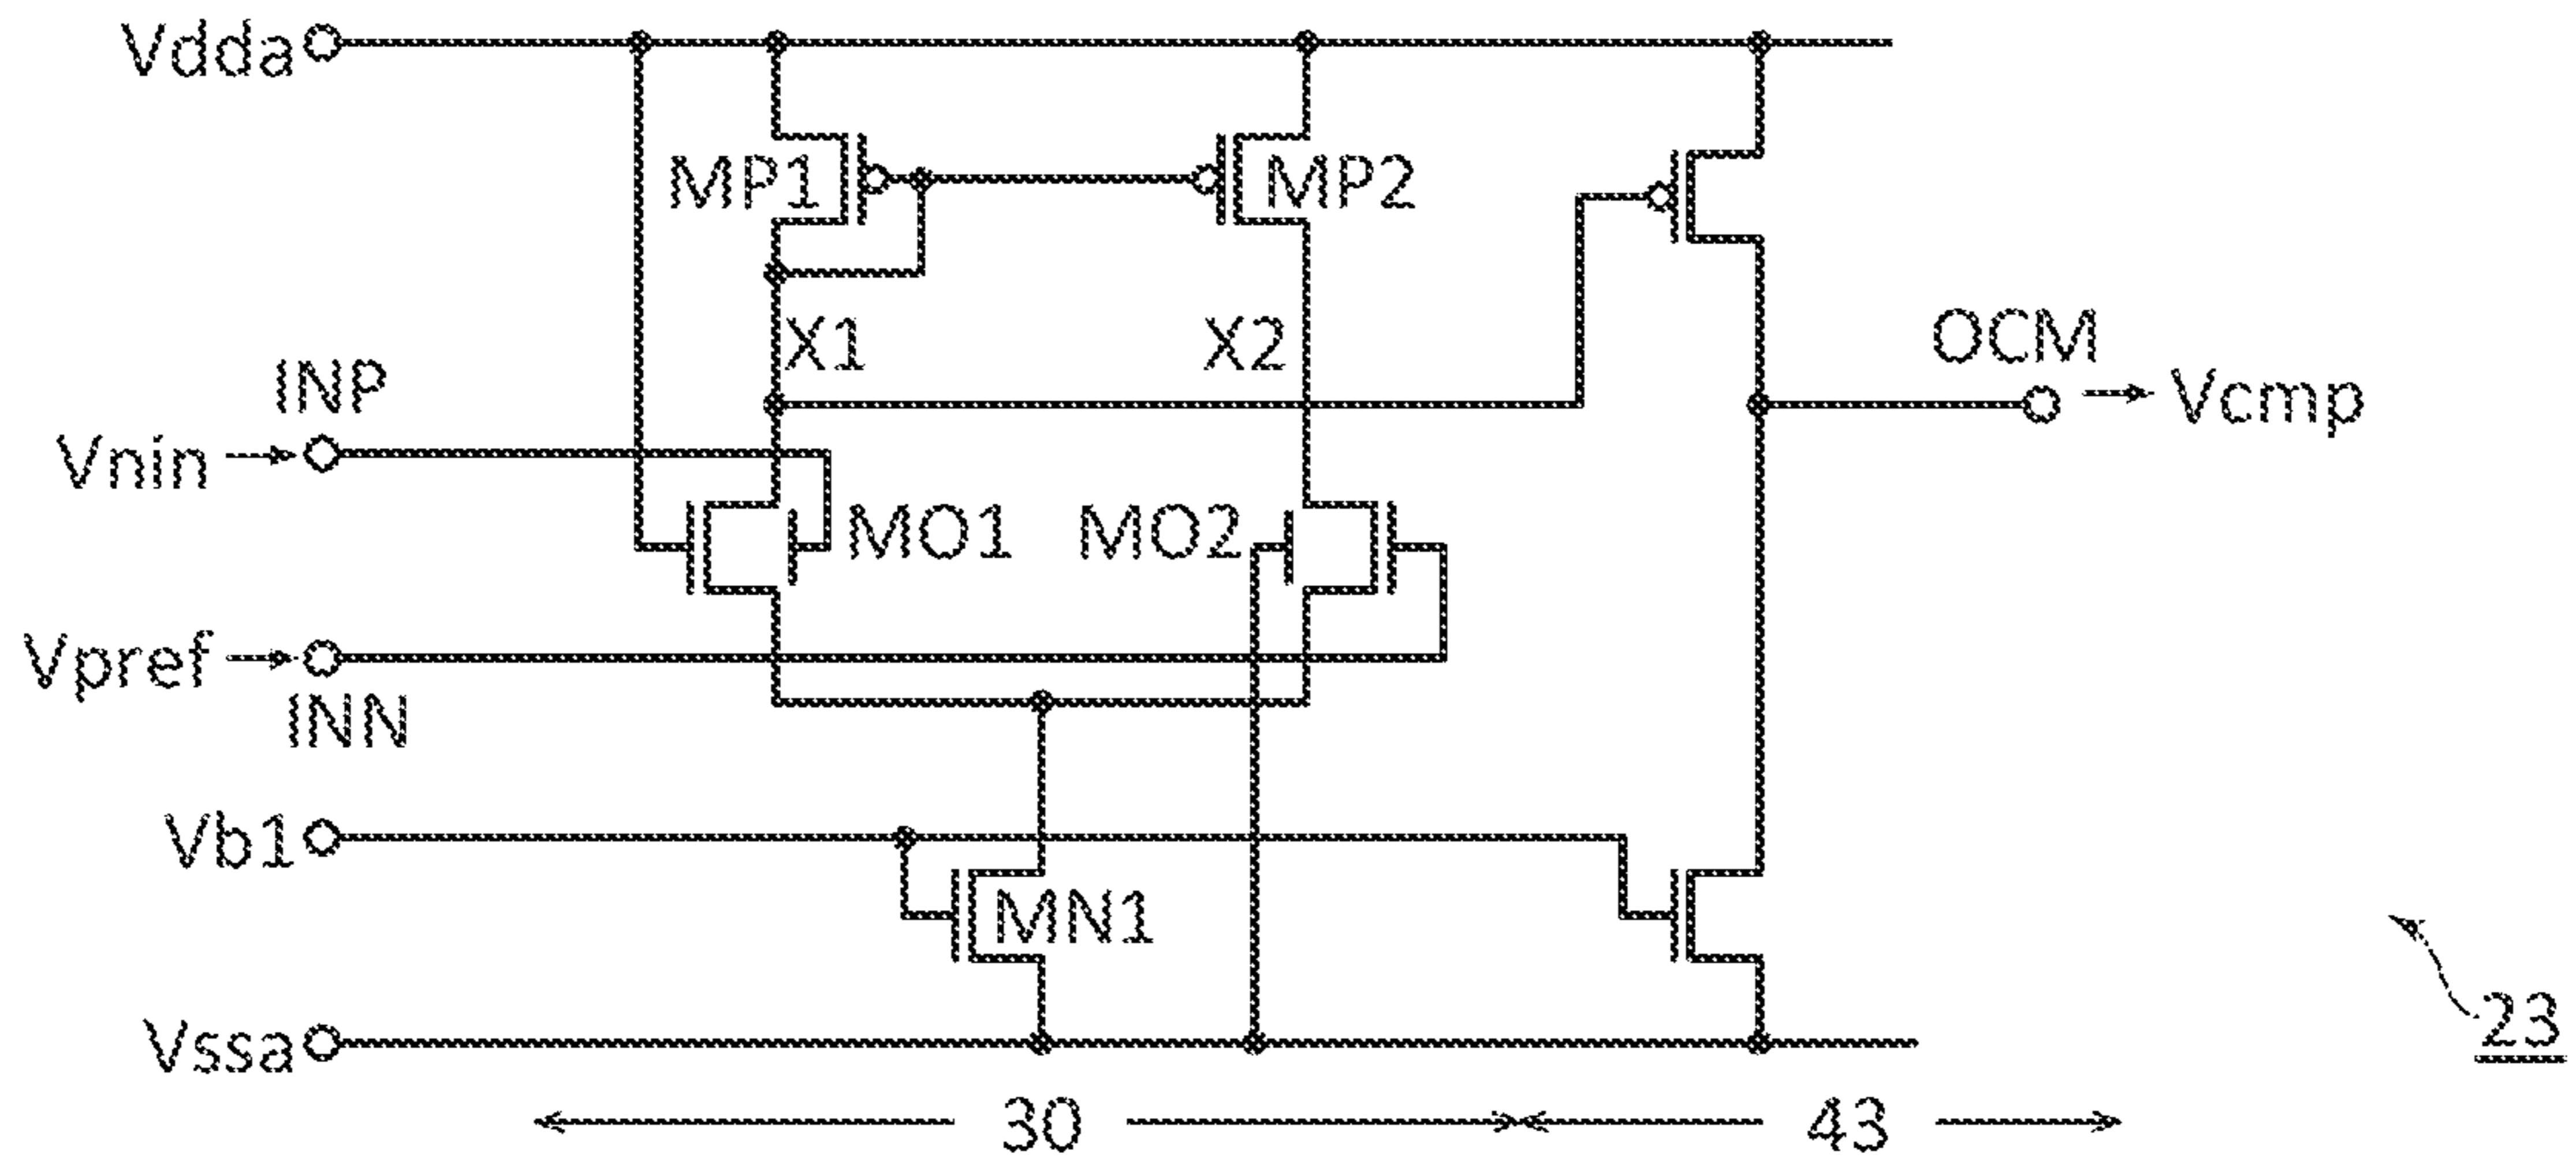 Vdda
MP1
MP2
X1
X2
OCM
Vcmp
INP
Vnin
MO1
MO2
Vpref
INN
Vb1
MN1
Vssa
23
30
43